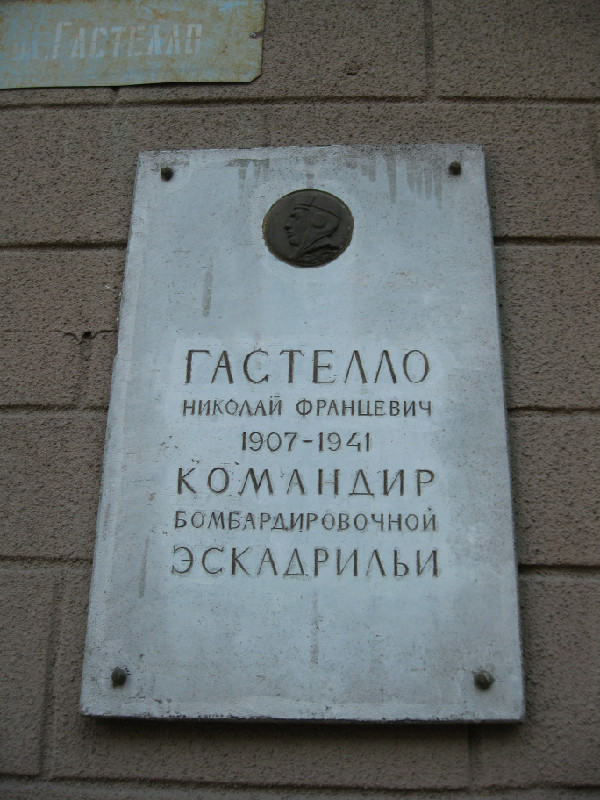 Гастелло
ГАСТЕЛЛО
НИКОЛАЙ ФРАНЦЕВИЧ
1907-1941
КОМАНДИР
БОМБАРДИРОВОЧНОЙ
ЭСКАДРИЛЬИ